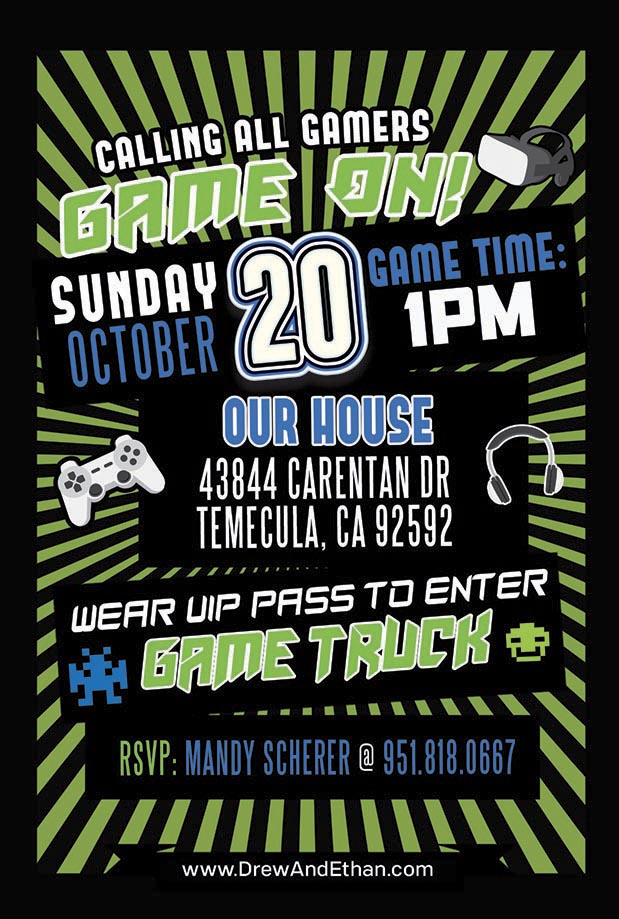 CALLING ALL GAMERS
GAME ON!
SUNDAY
OCTOBER
20
GAME TIME:
1PM
OUR HOUSE
43844 CARENTAN DR
TEMECULA, CA 92592
WEAR VIP PASS TO ENTER
GAME TRUCK
RSVP: MANDY SCHERER @ 951.818.0667
www.DrewAndEthan.com